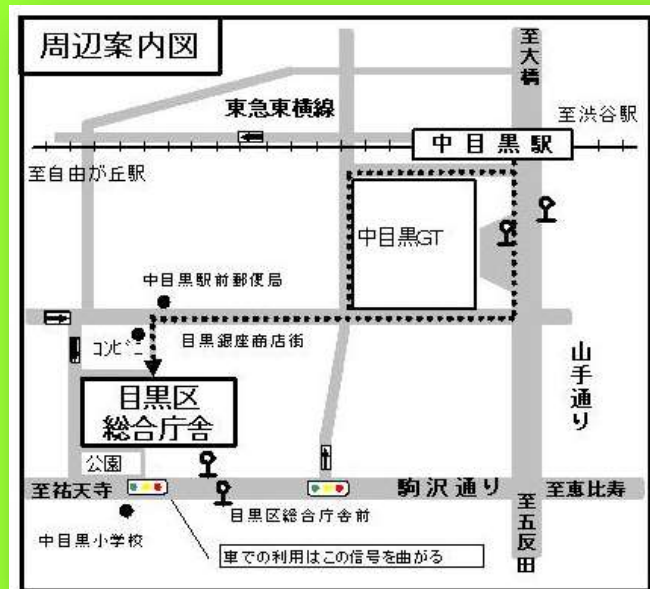 周辺案内図
至大橋
東急東横線
至渋谷駅
中目黒駅
至自由が丘駅
中目黒GT
中目黒駅前郵便局
目黒銀座商店街
コンビニ
山手通り
目黒区
総合庁舎
公園
至祐天寺
駒沢通り
至恵比寿
目黒区総合庁舎前
至五反田
中目黒小学校
車での利用はこの信号を曲がる